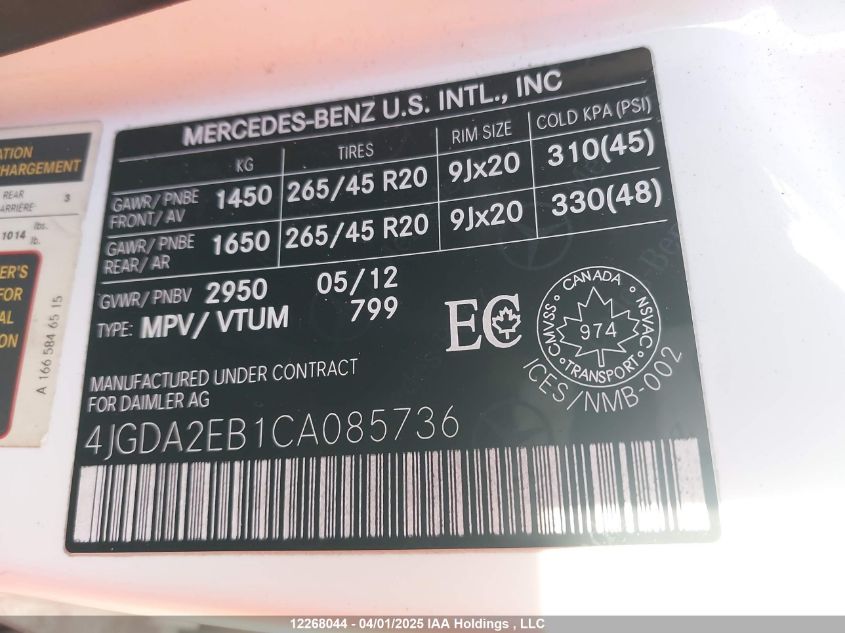 MERCEDES-BENZ U.S. INTL., INC
KG TIRES RIM SIZE COLD KPA (PSI)
GAWR/ PNBE
FRONT/ AV 1450 265/45 R20 9Jx20 310(45)
GAWR/ PNBE
REAR/ AR 1650 265/45 R20 9Jx20 330(48)
GVWR/ PNBV 2950 05/12
TYPE: MPV/ VTUM 799
EC
CANADA
CMVSS 974 NSVAC
TRANSPORT
ICES/NMB-002
MANUFACTURED UNDER CONTRACT
FOR DAIMLER AG
4JGDA2EB1CA085736
ATION
HARGEMENT
REAR 3
ARRIÈRE:
1014 lbs.
lb.
ER'S
FOR
AL
ON
A 166 584 65 15
12268044 - 04/01/2025 IAA Holdings , LLC